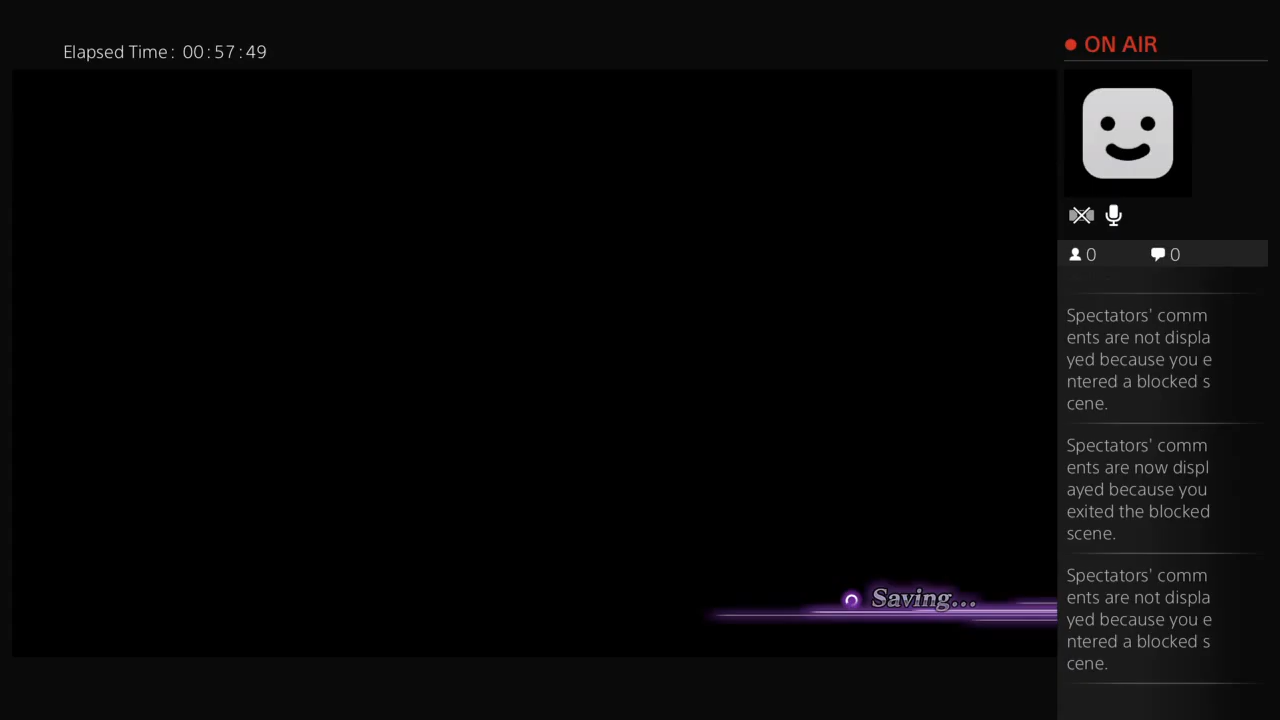 Elapsed Time: 00:57:49
ON AIR
0 0
Spectators' comm
ents are not displa
yed because you e
ntered a blocked s
cene.
Spectators' comm
ents are now displ
ayed because you
exited the blocked
scene.
Spectators' comm
ents are not displa
yed because you e
ntered a blocked s
cene.
Saving...